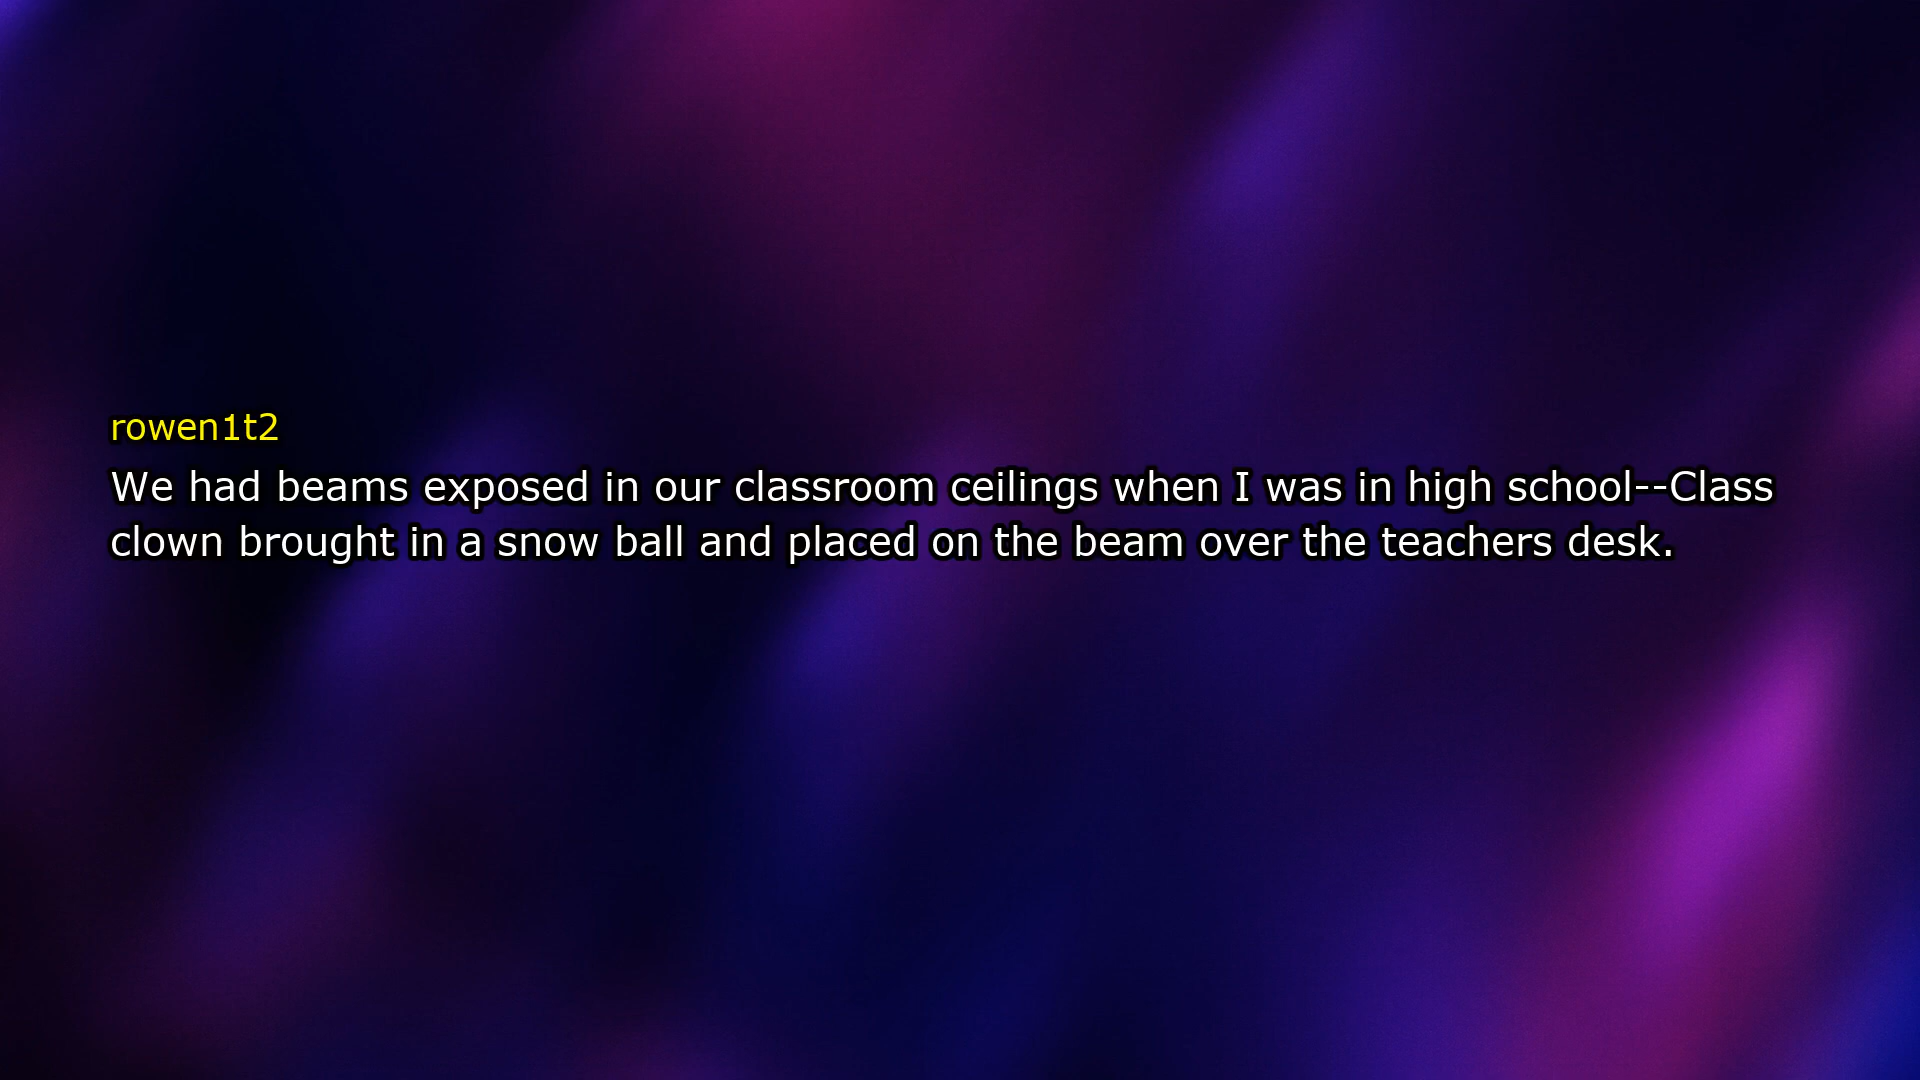 rowen1t2
We had beams exposed in our classroom ceilings when I was in high school--Class
clown brought in a snow ball and placed on the beam over the teachers desk.